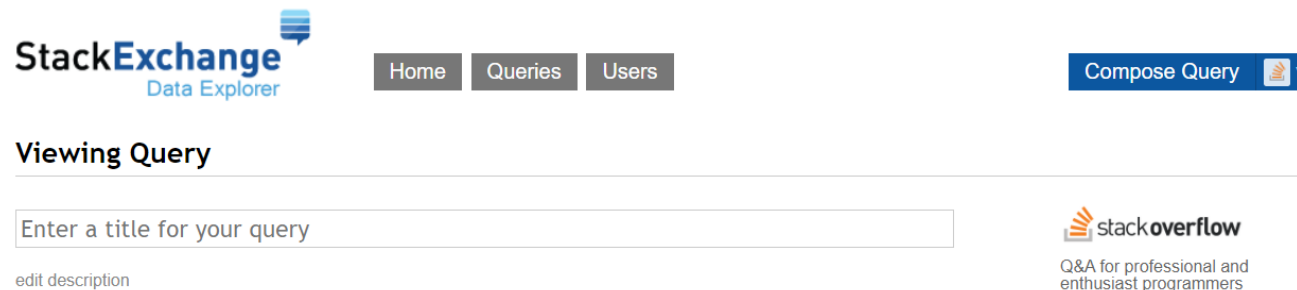 StackExchange
Data Explorer
Home Queries Users
Compose Query
Viewing Query
Enter a title for your query
edit description
stackoverflow
Q&A for professional and
enthusiast programmers